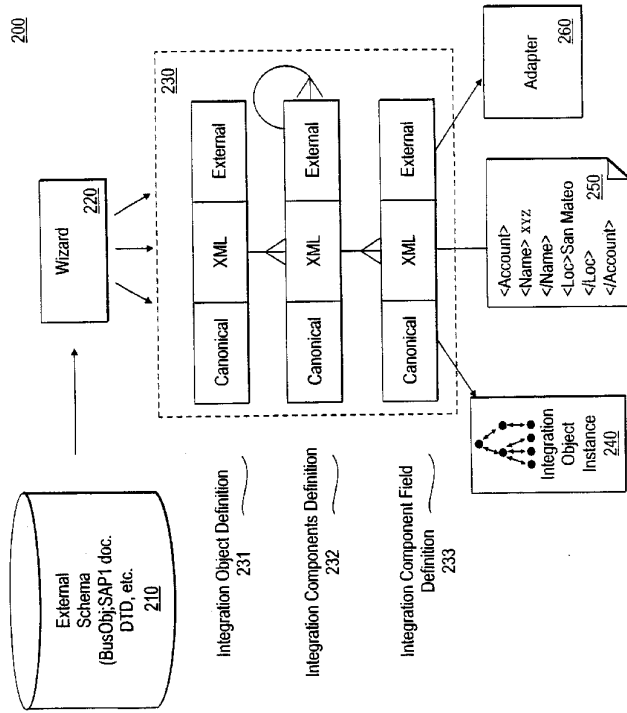 200
External
Schema
(BusObj;SAP1 doc.
DTD, etc.
210
Wizard
220
230
Integration Object Definition
231
Canonical
XML
External
Integration Components Definition
232
Canonical
XML
External
Integration Component Field
Definition
233
Canonical
XML
External
Integration
Object
Instance
240
<Account>
<Name> XYZ
</Name>
<Loc>San Mateo
</Loc>
</Account>
250
Adapter
260